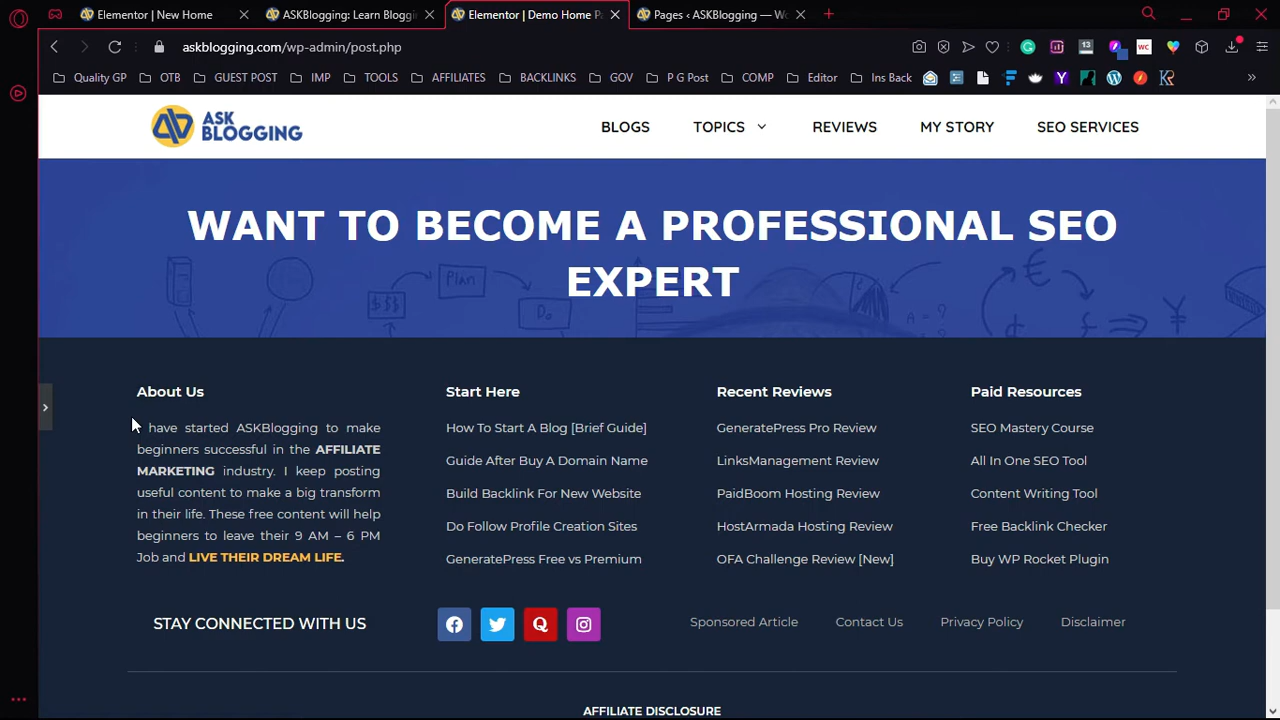 Elementor | New Home
ASKBlogging: Learn Bloggi
Elementor | Demo Home P
Pages ‹ ASKBlogging — W
askblogging.com/wp-admin/post.php
13
WC
Quality GP
OTB
GUEST POST
IMP
TOOLS
AFFILIATES
BACKLINKS
GOV
P G Post
COMP
Editor
Ins Back
ASK
BLOGGING
BLOGS
TOPICS
REVIEWS
MY STORY
SEO SERVICES
WANT TO BECOME A PROFESSIONAL SEO
EXPERT
Plan
$$$
Do
About Us
have started ASKBlogging to make
beginners successful in the AFFILIATE
MARKETING industry. I keep posting
useful content to make a big transform
in their life. These free content will help
beginners to leave their 9 AM – 6 PM
Job and LIVE THEIR DREAM LIFE.
Start Here
How To Start A Blog [Brief Guide]
Guide After Buy A Domain Name
Build Backlink For New Website
Do Follow Profile Creation Sites
GeneratePress Free vs Premium
Recent Reviews
GeneratePress Pro Review
LinksManagement Review
PaidBoom Hosting Review
HostArmada Hosting Review
OFA Challenge Review [New]
Paid Resources
SEO Mastery Course
All In One SEO Tool
Content Writing Tool
Free Backlink Checker
Buy WP Rocket Plugin
STAY CONNECTED WITH US
Sponsored Article
Contact Us
Privacy Policy
Disclaimer
AFFILIATE DISCLOSURE